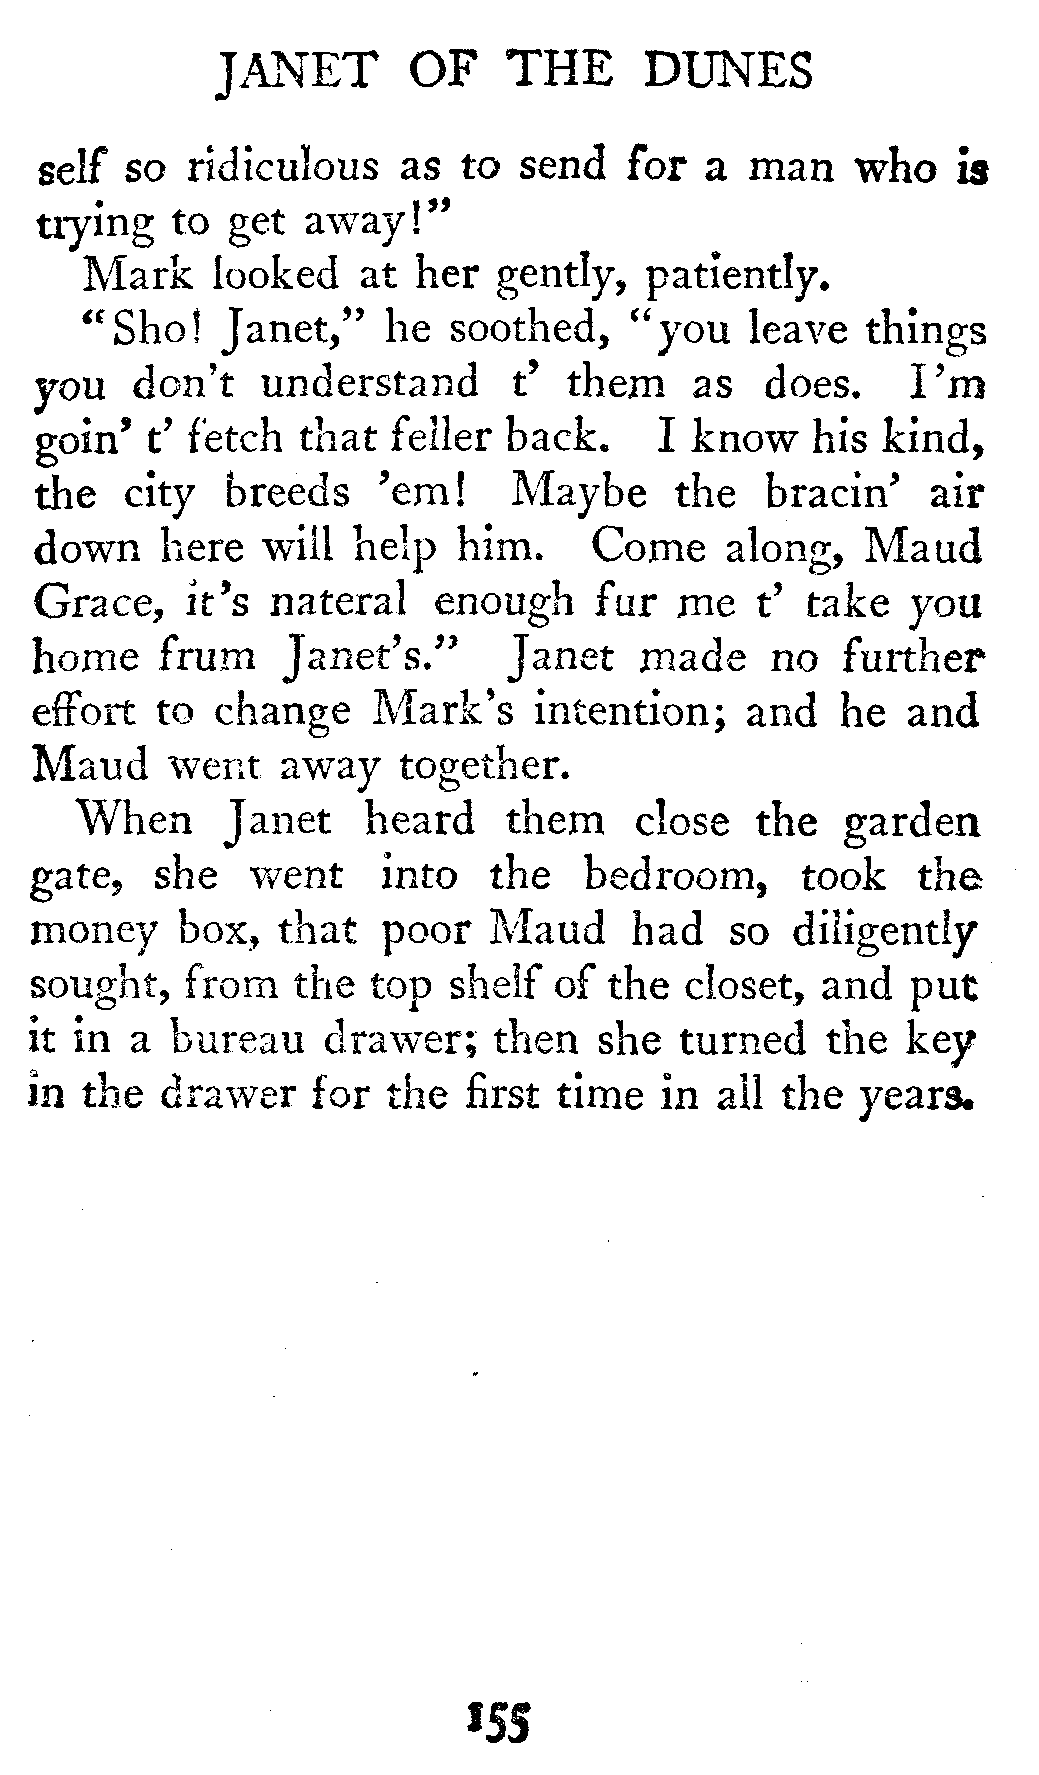 JANET OF THE DUNES
self so ridiculous as to send for a man who is
trying to get away!"
Mark looked at her gently, patiently.
"Sho! Janet," he soothed, "you leave things
you don't understand t' them as does. I'm
goin' t' fetch that feller back. I know his kind,
the city breeds 'em! Maybe the bracin' air
down here will help him. Come along, Maud
Grace, it's nateral enough fur me t' take you
home frum Janet's." Janet made no further
effort to change Mark's intention; and he and
Maud went away together.
When Janet heard them close the garden
gate, she went into the bedroom, took the
money box, that poor Maud had so diligently
sought, from the top shelf of the closet, and put
it in a bureau drawer; then she turned the key
in the drawer for the first time in all the years.
155